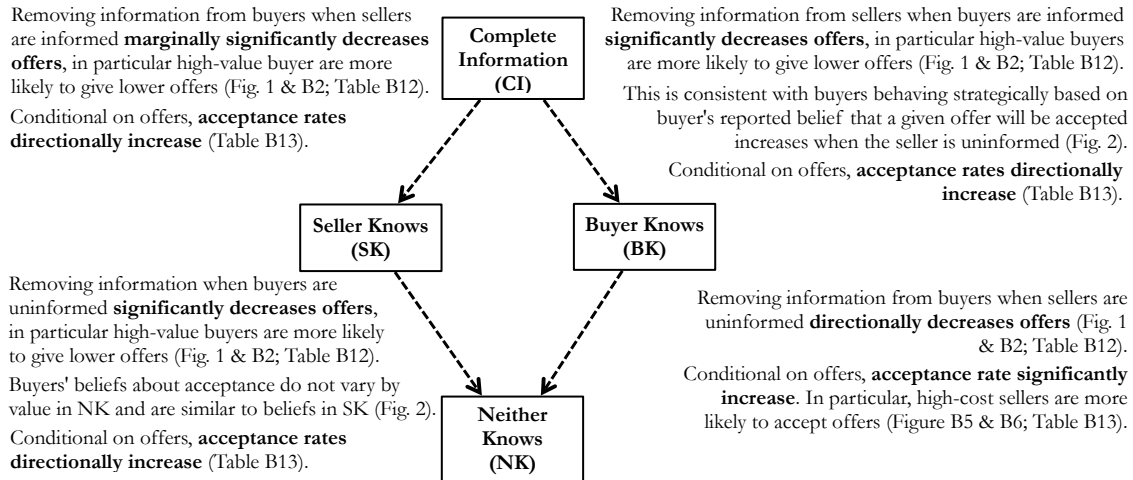 Removing information from buyers when sellers
are informed marginally significantly decreases
offers, in particular high-value buyer are more
likely to give lower offers (Fig. 1 & B2; Table B12).
Conditional on offers, acceptance rates
directionally increase (Table B13).
Complete
Information
(CI)
Removing information from sellers when buyers are informed
significantly decreases offers, in particular high-value buyers
are more likely to give lower offers (Fig. 1 & B2; Table B12).
This is consistent with buyers behaving strategically based on
buyer's reported belief that a given offer will be accepted
increases when the seller is uninformed (Fig. 2).
Conditional on offers, acceptance rates directionally
increase (Table B13).
Seller Knows
(SK)
Buyer Knows
(BK)
Removing information when buyers are
uninformed significantly decreases offers,
in particular high-value buyers are more likely
to give lower offers (Fig. 1 & B2; Table B12).
Buyers' beliefs about acceptance do not vary by
value in NK and are similar to beliefs in SK (Fig. 2).
Conditional on offers, acceptance rates
directionally increase (Table B13).
Neither
Knows
(NK)
Removing information from buyers when sellers are
uninformed directionally decreases offers (Fig. 1
& B2; Table B12).
Conditional on offers, acceptance rate significantly
increase. In particular, high-cost sellers are more
likely to accept offers (Figure B5 & B6; Table B13).